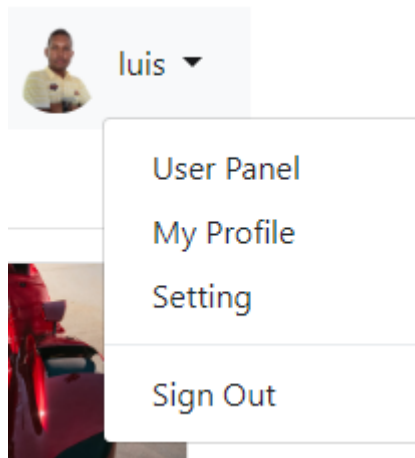 luis
User Panel
My Profile
Setting
Sign Out